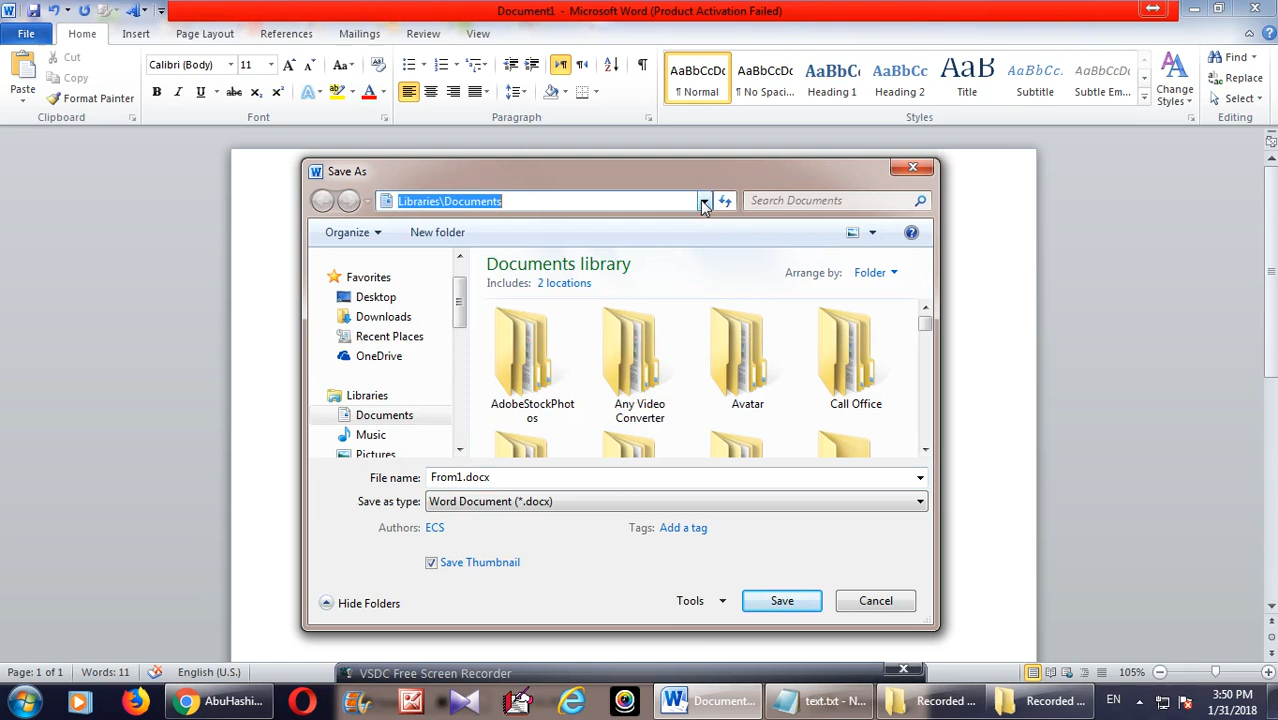 Document1 - Microsoft Word (Product Activation Failed)
File Home Insert Page Layout References Mailings Review View
Cut
Copy
Paste
Format Painter
Clipboard
Calibri (Body) 11
Font
Paragraph
AaBbCcDc AaBbCcDc AaBbC( AaBbCc AaB AaBbCc. AaBbCcDc
¶ Normal ¶ No Spaci... Heading 1 Heading 2 Title Subtitle Subtle Em...
Change
Styles
Styles
Find
Replace
Select
Editing
Save As
Libraries\Documents
Search Documents
Organize New folder
Favorites
Desktop
Downloads
Recent Places
OneDrive
Libraries
Documents
Music
Pictures
Documents library
Includes: 2 locations
Arrange by: Folder
AdobeStockPhot
os
Any Video
Converter
Avatar
Call Office
File name: From1.docx
Save as type: Word Document (*.docx)
Authors: ECS
Tags: Add a tag
Save Thumbnail
Hide Folders
Tools Save Cancel
Page: 1 of 1 Words: 11 English (U.S.)
VSDC Free Screen Recorder
105%
AbuHashi...
Document...
text.txt - N...
Recorded ...
Recorded ...
EN
3:50 PM
1/31/2018